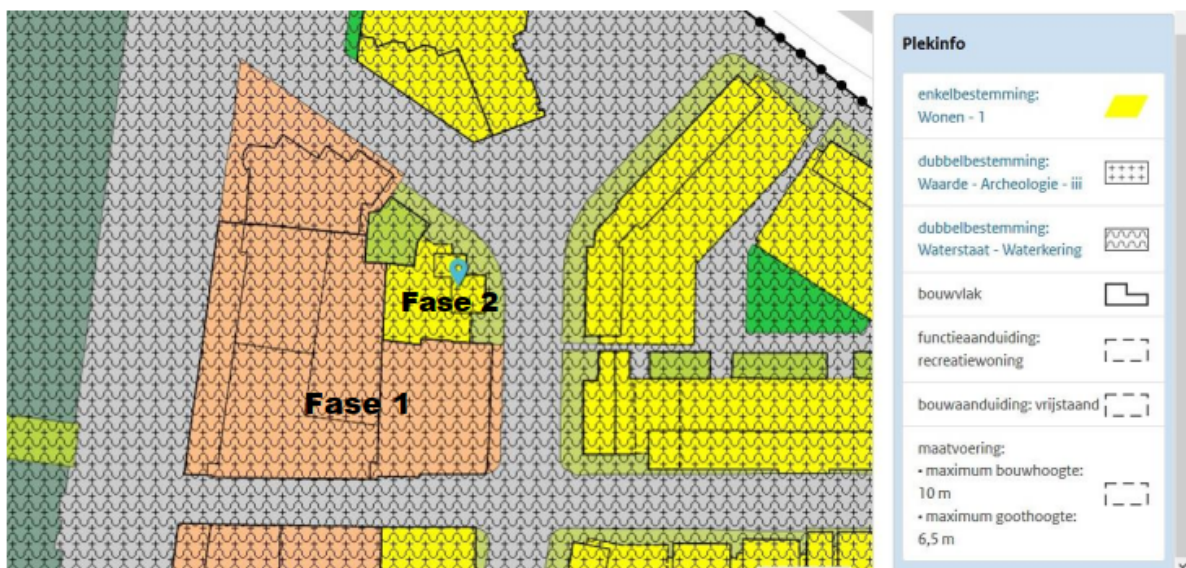 Fase 2
Fase 1
Plekinfo
enkelbestemming:
Wonen - 1
dubbelbestemming:
Waarde - Archeologie - iii
dubbelbestemming:
Waterstaat - Waterkering
bouwvlak
functieaanduiding:
recreatiewoning
bouwaanduiding: vrijstaand
maatvoering:
• maximum bouwhoogte:
10 m
• maximum goothoogte:
6,5 m